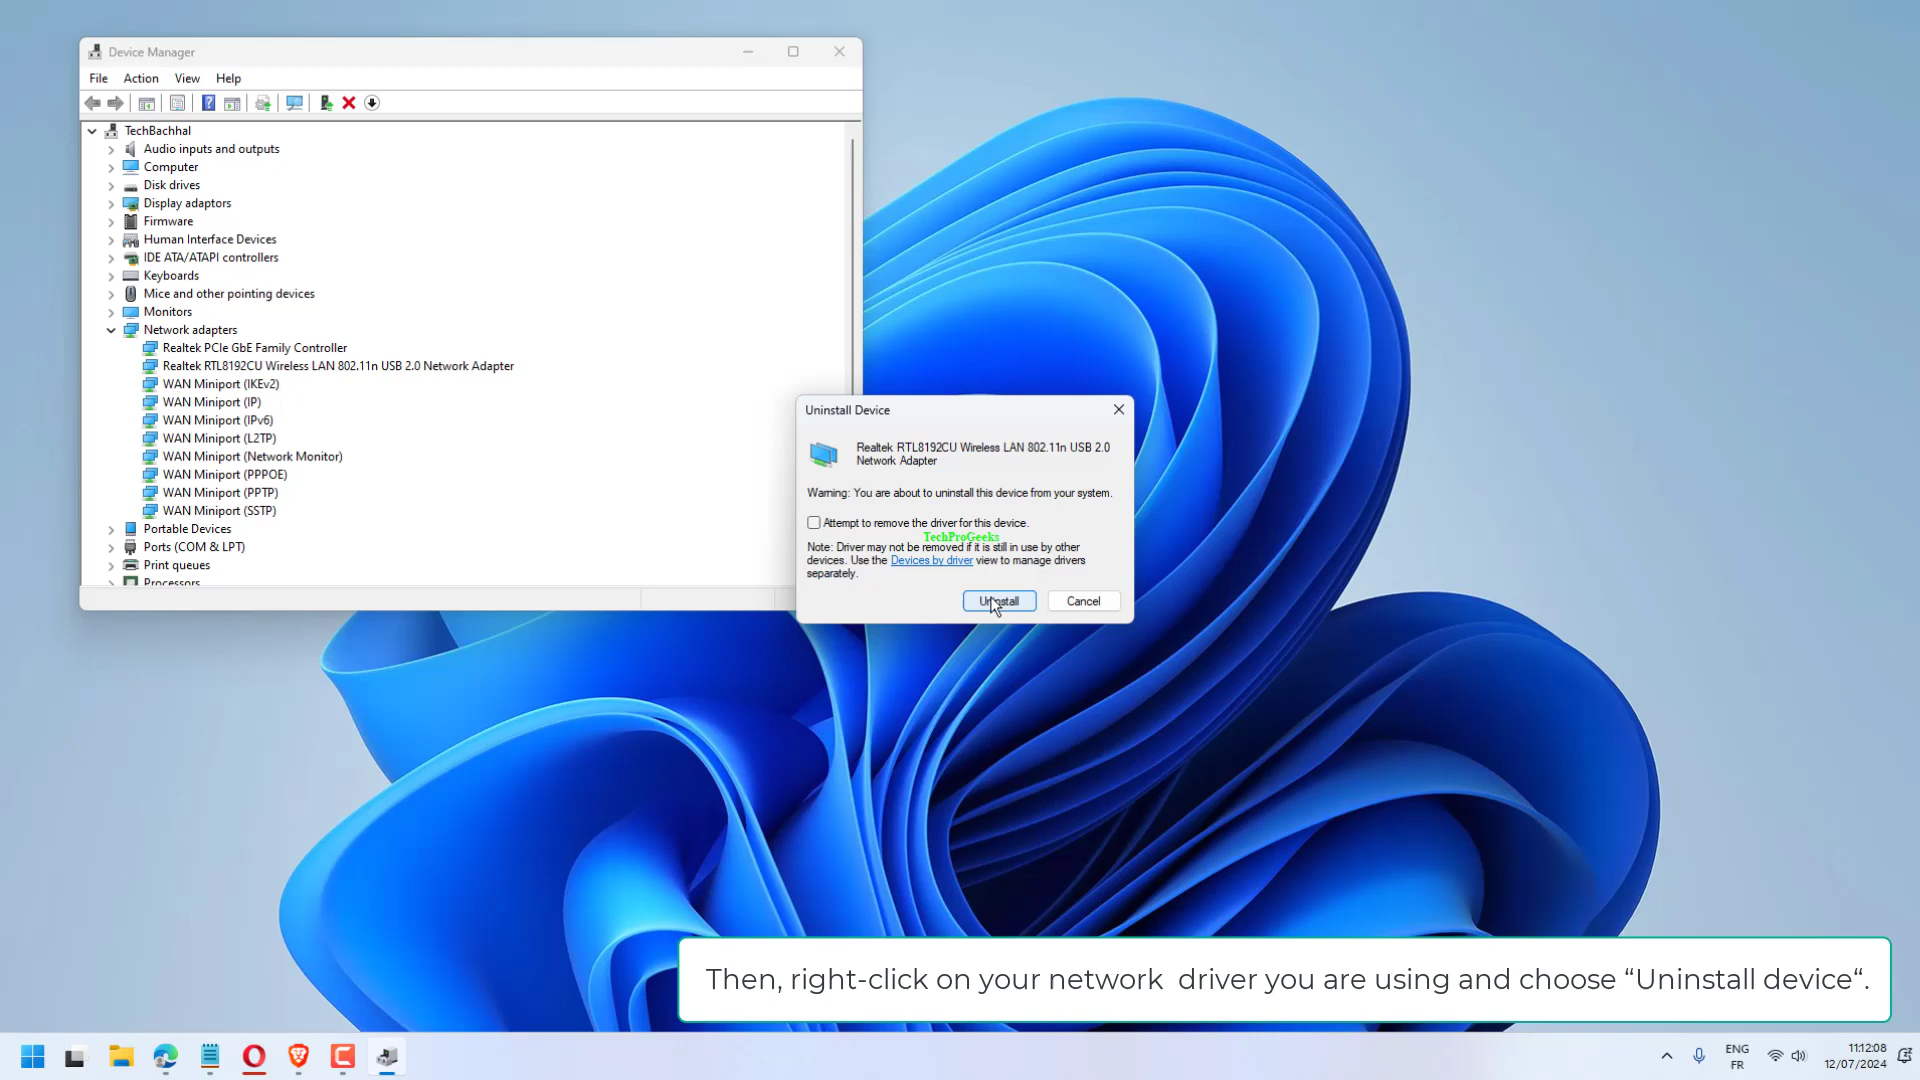 Device Manager
File Action View Help
TechBachhal
Audio inputs and outputs
Computer
Disk drives
Display adaptors
Firmware
Human Interface Devices
IDE ATA/ATAPI controllers
Keyboards
Mice and other pointing devices
Monitors
Network adapters
Realtek PCIe GbE Family Controller
Realtek RTL8192CU Wireless LAN 802.11n USB 2.0 Network Adapter
WAN Miniport (IKEv2)
WAN Miniport (IP)
WAN Miniport (IPv6)
WAN Miniport (L2TP)
WAN Miniport (Network Monitor)
WAN Miniport (PPPOE)
WAN Miniport (PPTP)
WAN Miniport (SSTP)
Portable Devices
Ports (COM & LPT)
Print queues
Processors
Uninstall Device
Realtek RTL8192CU Wireless LAN 802.11n USB 2.0
Network Adapter
Warning: You are about to uninstall this device from your system.
Attempt to remove the driver for this device.
TechProGeeks
Note: Driver may not be removed if it is still in use by other
devices. Use the Devices by driver view to manage drivers
separately.
Uninstall Cancel
Then, right-click on your network driver you are using and choose “Uninstall device“.
ENG
FR
11:12:08
12/07/2024